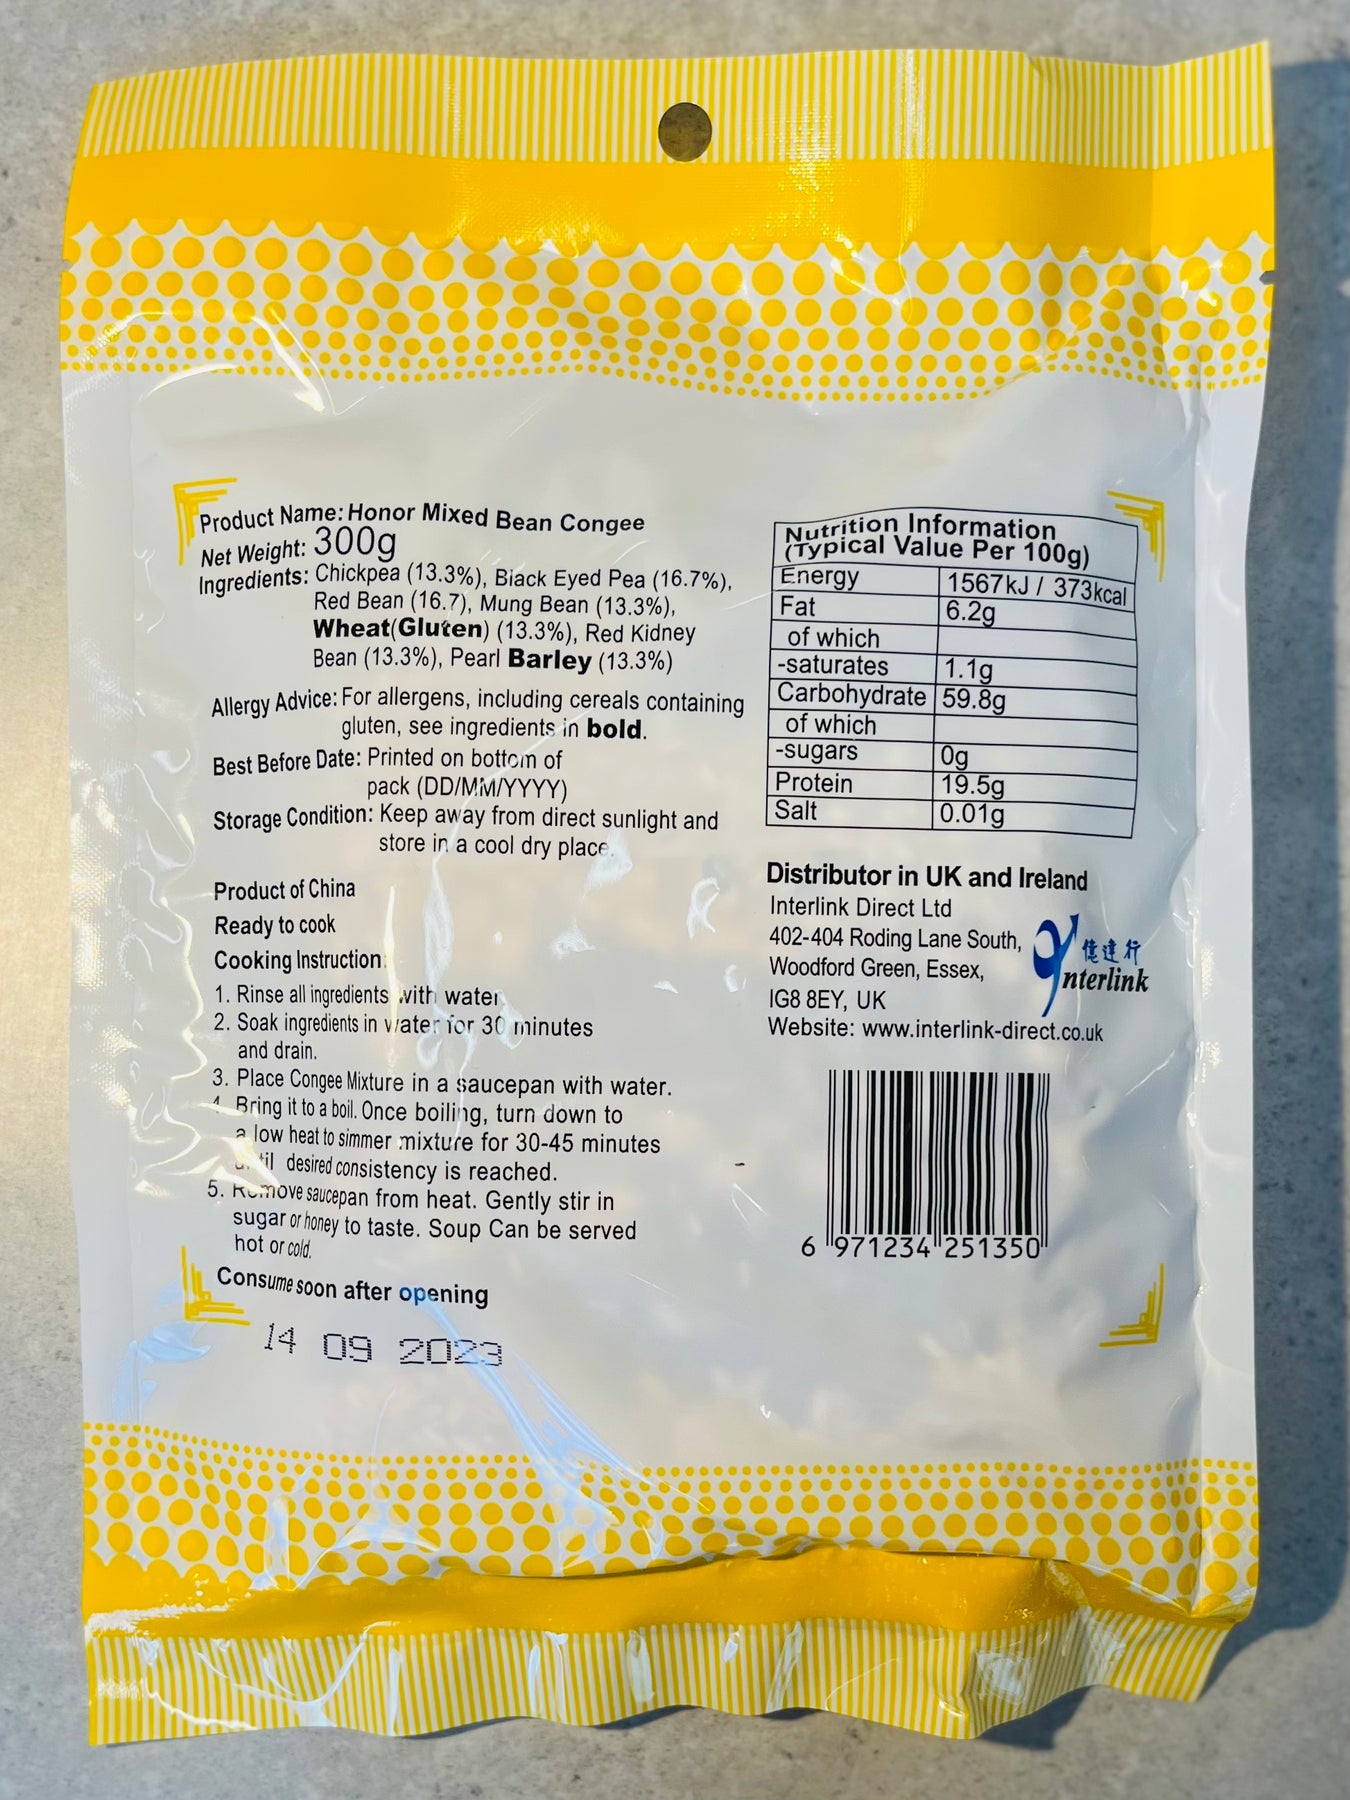 Product Name: Honor Mixed Bean Congee
Net Weight: 300g
Ingredients: Chickpea (13.3%), Black Eyed Pea (16.7%),
Red Bean (16.7), Mung Bean (13.3%),
Wheat(Gluten) (13.3%), Red Kidney
Bean (13.3%), Pearl Barley (13.3%)
Allergy Advice: For allergens, including cereals containing
gluten, see ingredients in bold.
Best Before Date: Printed on bottom of
pack (DD/MM/YYYY)
Storage Condition: Keep away from direct sunlight and
store in a cool dry place.
Product of China
Ready to cook
Cooking Instruction:
1. Rinse all ingredients with water
2. Soak ingredients in water for 30 minutes
and drain.
3. Place Congee Mixture in a saucepan with water.
4. Bring it to a boil. Once boiling, turn down to
a low heat to simmer mixture for 30-45 minutes
until desired consistency is reached.
5. Remove saucepan from heat. Gently stir in
sugar or honey to taste. Soup Can be served
hot or cold.
Consume soon after opening
14 09 2023
Nutrition Information
(Typical Value Per 100g)
Energy 1567kJ / 373kcal
Fat 6.2g
of which
-saturates 1.1g
Carbohydrate 59.8g
of which
-sugars 0g
Protein 19.5g
Salt 0.01g
Distributor in UK and Ireland
Interlink Direct Ltd
402-404 Roding Lane South,
Woodford Green, Essex,
IG8 8EY, UK
Website: www.interlink-direct.co.uk
億達行
Interlink
6 971234 251350